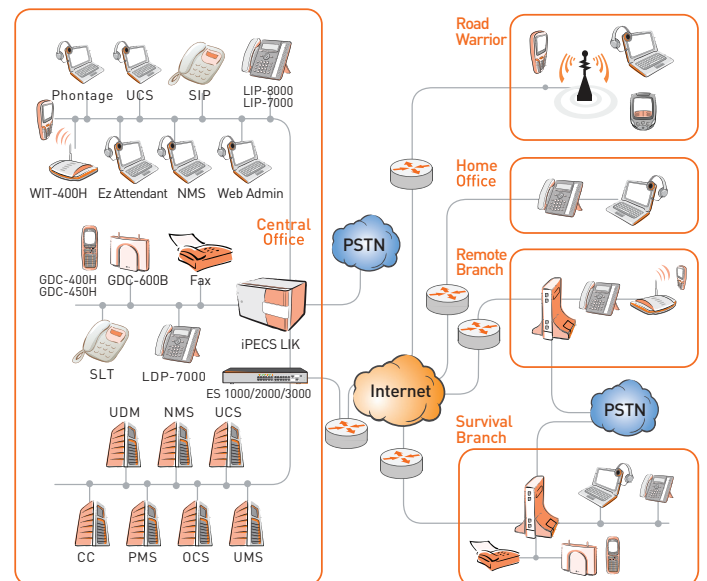 Phontage
UCS
SIP
LIP-8000
LIP-7000
WIT-400H
Ez Attendant
NMS
Web Admin
Central
Office
GDC-400H
GDC-450H
GDC-600B
Fax
iPECS LIK
SLT
LDP-7000
ES 1000/2000/3000
UDM
NMS
UCS
CC
PMS
OCS
UMS
PSTN
Internet
Road
Warrior
Home
Office
Remote
Branch
PSTN
Survival
Branch